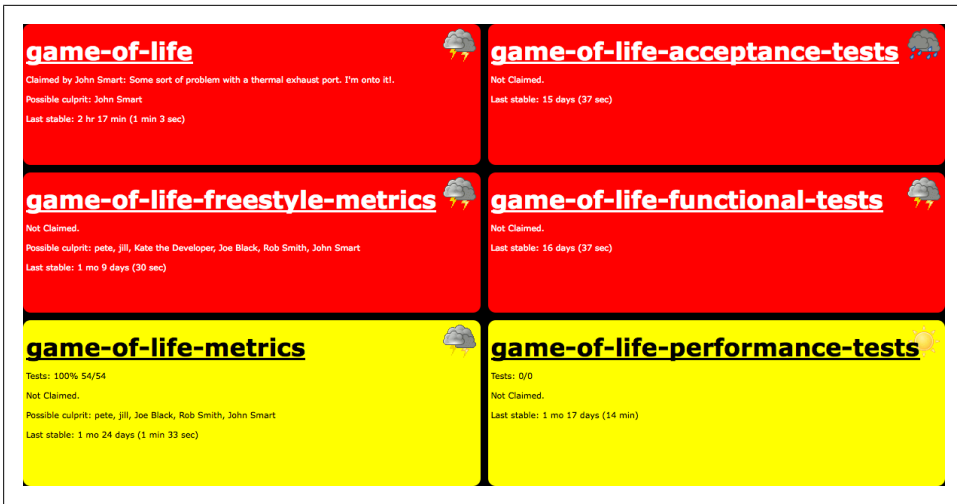 game-of-life
Claimed by John Smart: Some sort of problem with a thermal exhaust port. I'm onto it!.
Possible culprit: John Smart
Last stable: 2 hr 17 min (1 min 3 sec)
game-of-life-acceptance-tests
Not Claimed.
Last stable: 15 days (37 sec)
game-of-life-freestyle-metrics
Not Claimed.
Possible culprit: pete, jill, Kate the Developer, Joe Black, Rob Smith, John Smart
Last stable: 1 mo 9 days (30 sec)
game-of-life-functional-tests
Not Claimed.
Last stable: 16 days (37 sec)
game-of-life-metrics
Tests: 100% 54/54
Not Claimed.
Possible culprit: pete, jill, Joe Black, Rob Smith, John Smart
Last stable: 1 mo 24 days (1 min 33 sec)
game-of-life-performance-tests
Tests: 0/0
Not Claimed.
Last stable: 1 mo 17 days (14 min)